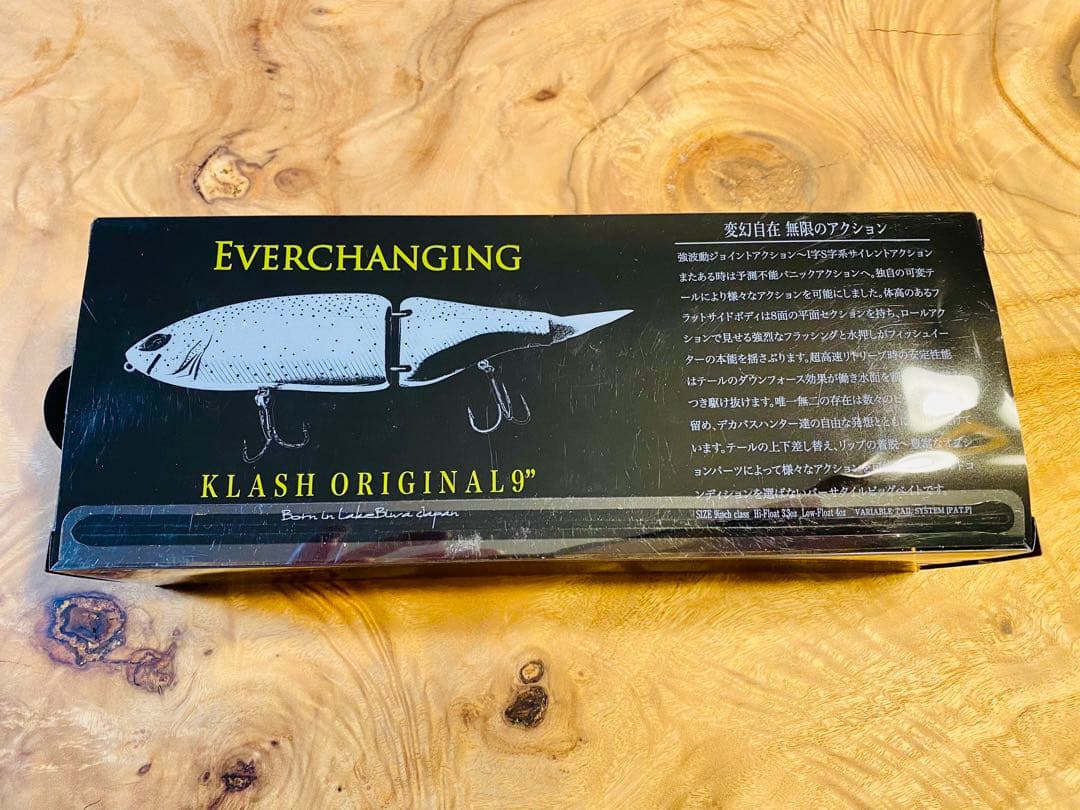 EVERCHANGING
KLASH ORIGINAL 9”
Born in Lake Biwa Japan
変幻自在 無限のアクション
強波動ジョイントアクション〜I字S字系サイレントアクション
またある時は予測不能パニックアクションへ。独自の可変テ
ールにより様々なアクションを可能にしました。体高のあるフ
ラットサイドボディは8面の平面セクションを持ち、ロールアク
ションで見せる強烈なフラッシングと水押しがフィッシュイー
ターの本能を揺さぶります。超高速リトリーブ時の安定性能
はテールのダウンフォース効果が働き水面を
つき駆け抜けます。唯一無二の存在は数々の
留め、デカバスハンター達の自由な発想ととも
います。テールの上下差し替え、リップの着脱〜豊富なオプシ
ョンパーツによって様々なアクションを
ンディションを選ばないバーサタイルビッグベイトです。
SIZE 9inch class Hi-Float 3.3oz Low-Float 4oz VARIABLE TAIL SYSTEM [PAT.P]